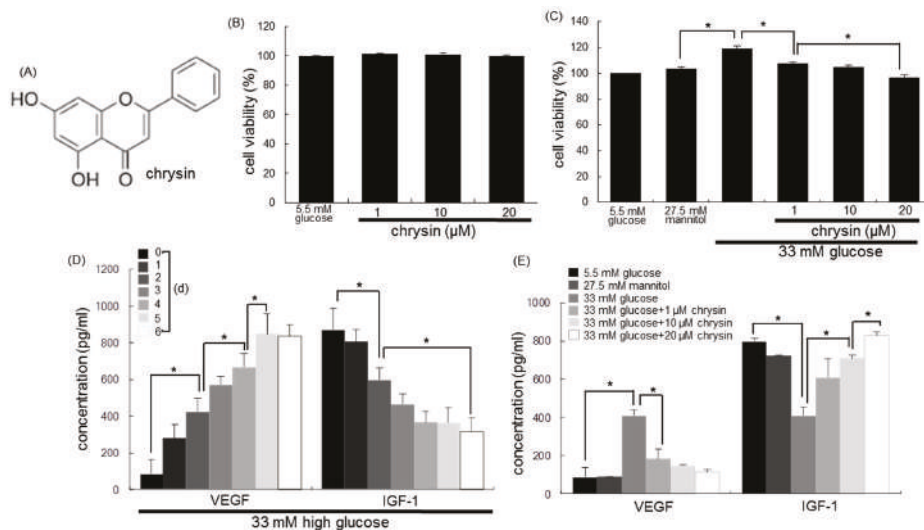 (A)
HO
O
OH
O
chrysin
(B)
cell viability (%)
120
100
80
60
40
20
0
5.5 mM
glucose
1
10
20
chrysin (μM)
(C)
cell viability (%)
140
120
100
80
60
40
20
0
*
*
*
5.5 mM
glucose
27.5 mM
mannitol
1
10
20
chrysin (μM)
33 mM glucose
(D)
0
1
2
3
4
5
6
(d)
concentration (pg/ml)
1000
800
600
400
200
0
*
*
*
*
*
VEGF
IGF-1
33 mM high glucose
(E)
5.5 mM glucose
27.5 mM mannitol
33 mM glucose
33 mM glucose+1 μM chrysin
33 mM glucose+10 μM chrysin
33 mM glucose+20 μM chrysin
concentration (pg/ml)
800
600
400
200
0
*
*
*
*
*
VEGF
IGF-1